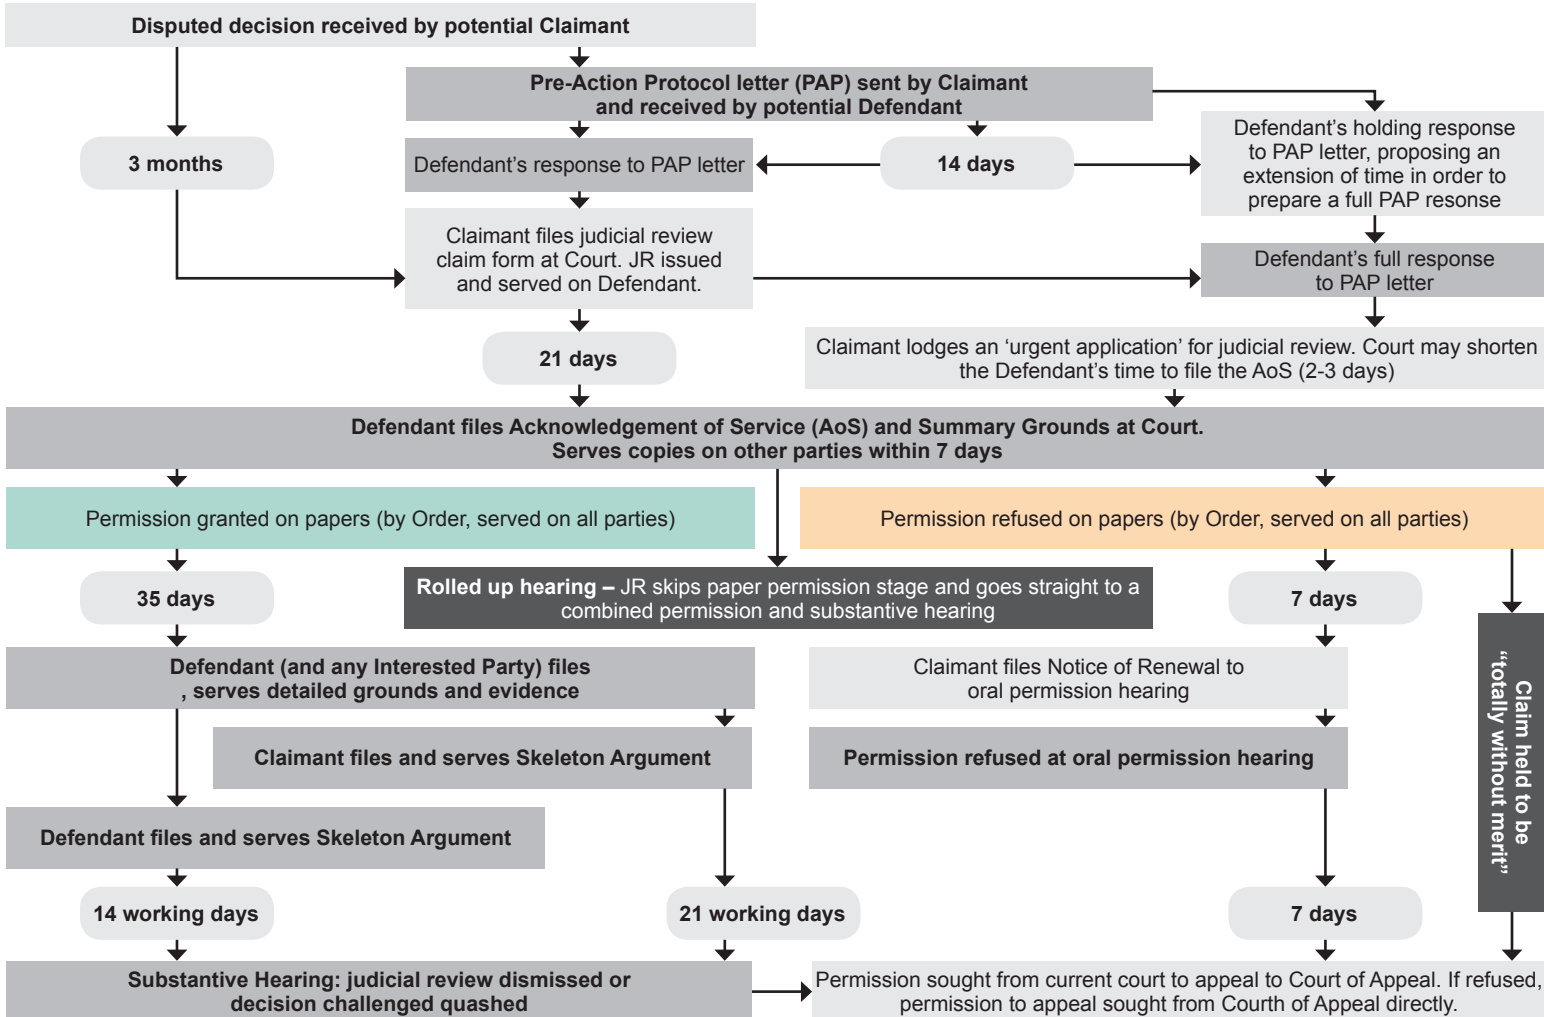 Disputed decision received by potential Claimant
Pre-Action Protocol letter (PAP) sent by Claimant
and received by potential Defendant
3 months
Defendant’s response to PAP letter
14 days
Defendant’s holding response
to PAP letter, proposing an
extension of time in order to
prepare a full PAP resonse
Claimant files judicial review
claim form at Court. JR issued
and served on Defendant.
Defendant’s full response
to PAP letter
21 days
Claimant lodges an ‘urgent application’ for judicial review. Court may shorten
the Defendant’s time to file the AoS (2-3 days)
Defendant files Acknowledgement of Service (AoS) and Summary Grounds at Court.
Serves copies on other parties within 7 days
Permission granted on papers (by Order, served on all parties)
Permission refused on papers (by Order, served on all parties)
35 days
Rolled up hearing – JR skips paper permission stage and goes straight to a
combined permission and substantive hearing
7 days
Defendant (and any Interested Party) files
, serves detailed grounds and evidence
Claimant files Notice of Renewal to
oral permission hearing
Claim held to be
“totally without merit”
Claimant files and serves Skeleton Argument
Permission refused at oral permission hearing
Defendant files and serves Skeleton Argument
14 working days
21 working days
7 days
Substantive Hearing: judicial review dismissed or
decision challenged quashed
Permission sought from current court to appeal to Court of Appeal. If refused,
permission to appeal sought from Courth of Appeal directly.